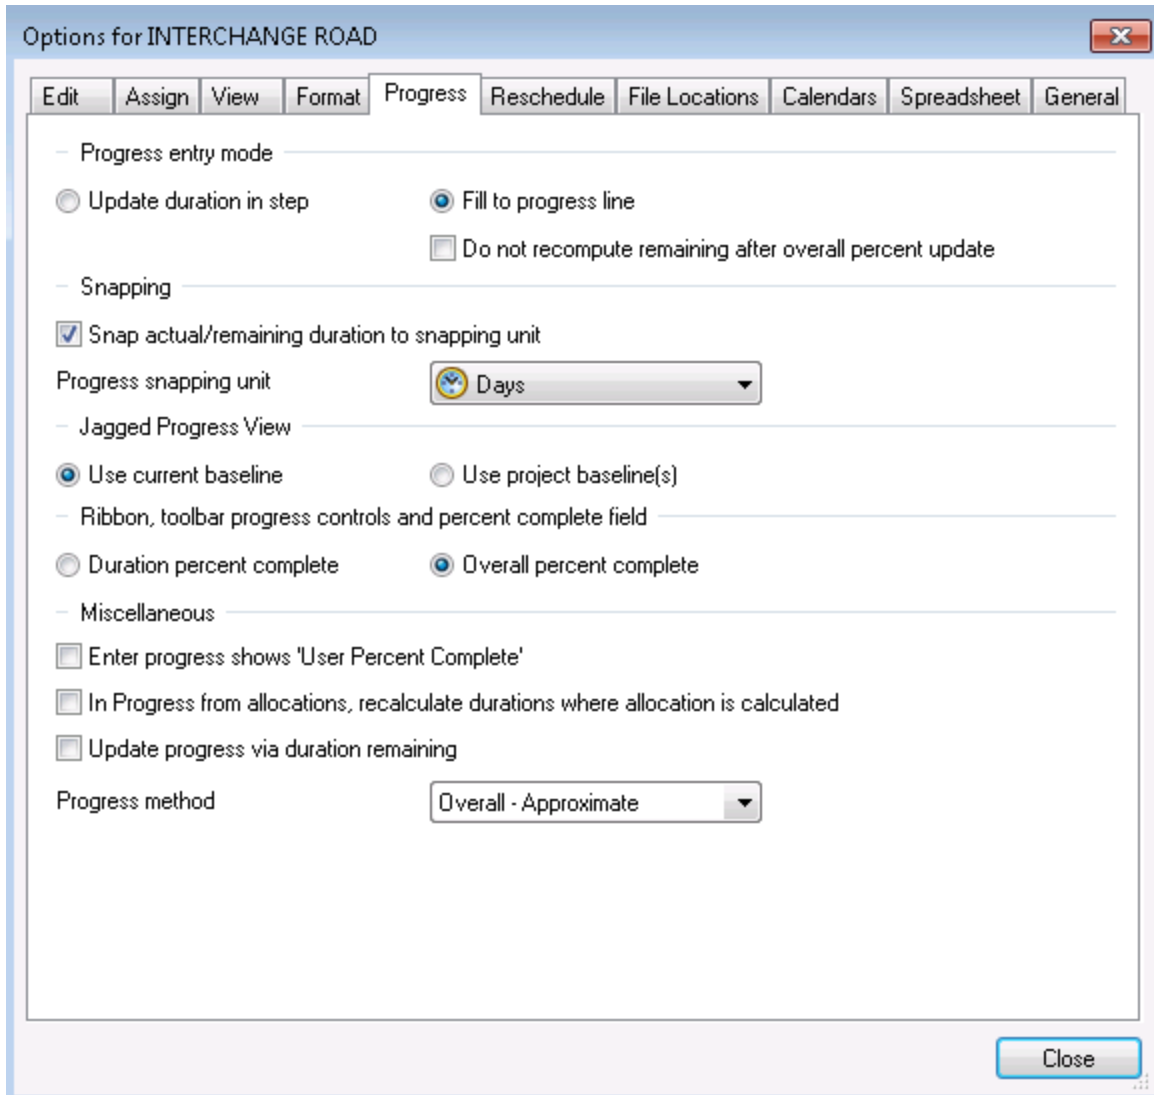 Options for INTERCHANGE ROAD
Edit Assign View Format Progress Reschedule File Locations Calendars Spreadsheet General
Progress entry mode
Update duration in step Fill to progress line
Do not recompute remaining after overall percent update
Snapping
Snap actual/remaining duration to snapping unit
Progress snapping unit Days
Jagged Progress View
Use current baseline Use project baseline(s)
Ribbon, toolbar progress controls and percent complete field
Duration percent complete Overall percent complete
Miscellaneous
Enter progress shows 'User Percent Complete'
In Progress from allocations, recalculate durations where allocation is calculated
Update progress via duration remaining
Progress method Overall - Approximate
Close